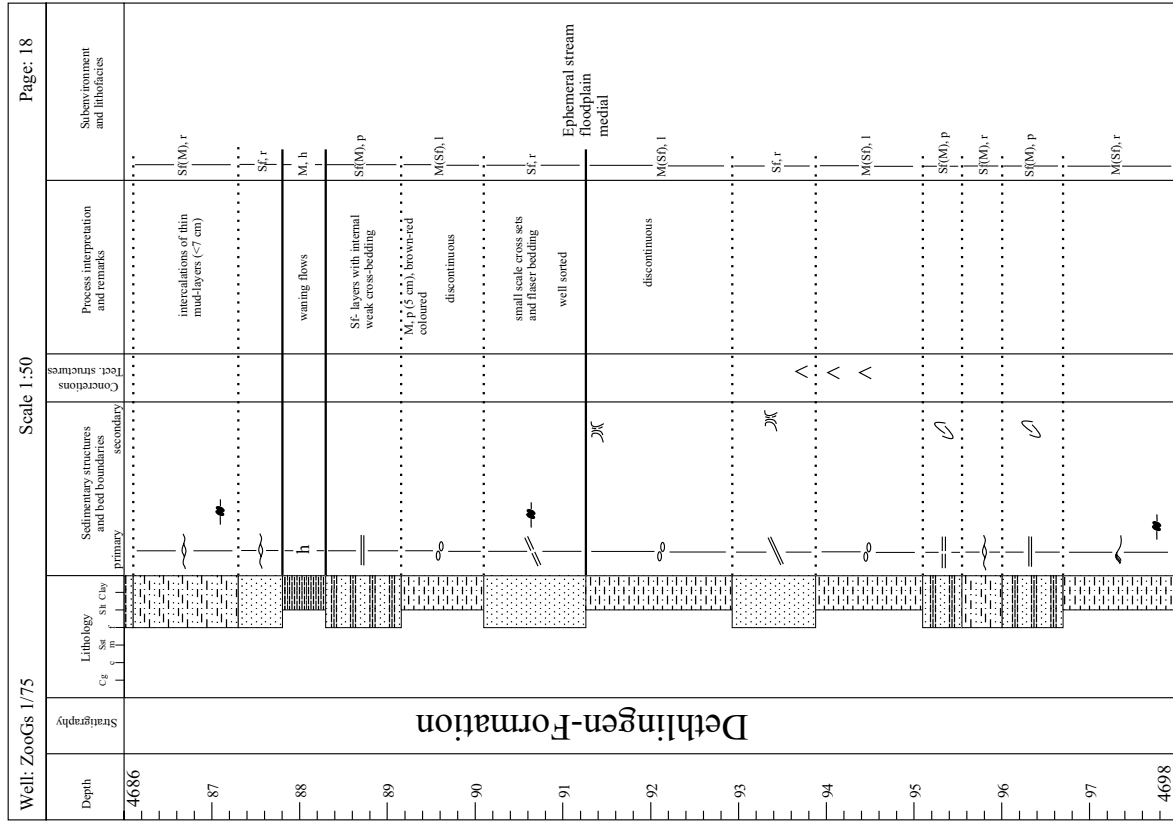 Well: ZooGs 1/75
Scale 1:50
Page: 18
Depth
Stratigraphy
Lithology
Cg
c
Sst
m
f
Slt
Clay
Sedimentary structures
and bed boundaries
primary
secondary
Concretions
Tect. structures
Process interpretation
and remarks
Subenvironment
and lithofacies
4686
87
88
89
90
91
92
93
94
95
96
97
4698
Dethlingen-Formation
h
intercalations of thin
mud-layers (<7 cm)
waning flows
Sf- layers with internal
weak cross-bedding
M, p (5 cm), brown-red
coloured
discontinuous
small scale cross sets
and flaser bedding
well sorted
discontinuous
Sf(M), r
Sf, r
M, h
Sf(M), p
M(Sf), l
Sf, r
M(Sf), l
Sf, r
M(Sf), l
Sf(M), p
Sf(M), r
Sf(M), p
M(Sf), r
Ephemeral stream
floodplain
medial